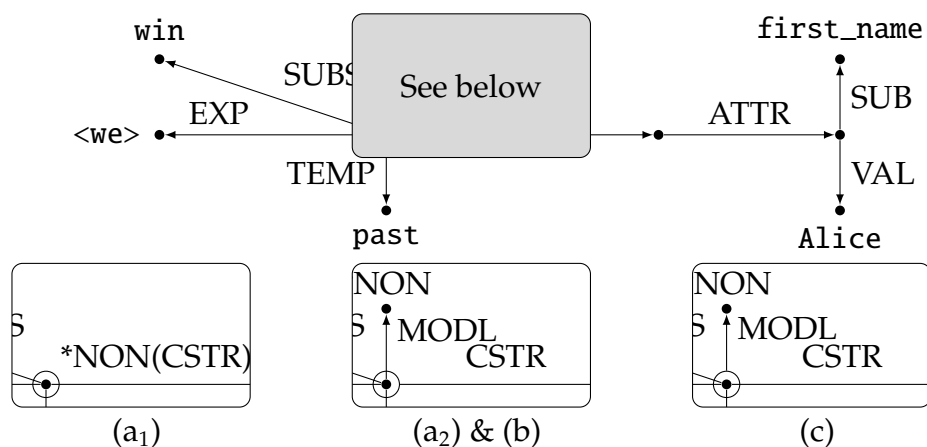 win first_name
SUBS See below SUB
<we> EXP ATTR
TEMP VAL
past Alice
NON NON
S *NON(CSTR) S MODL CSTR S MODL CSTR
(a₁) (a₂) & (b) (c)